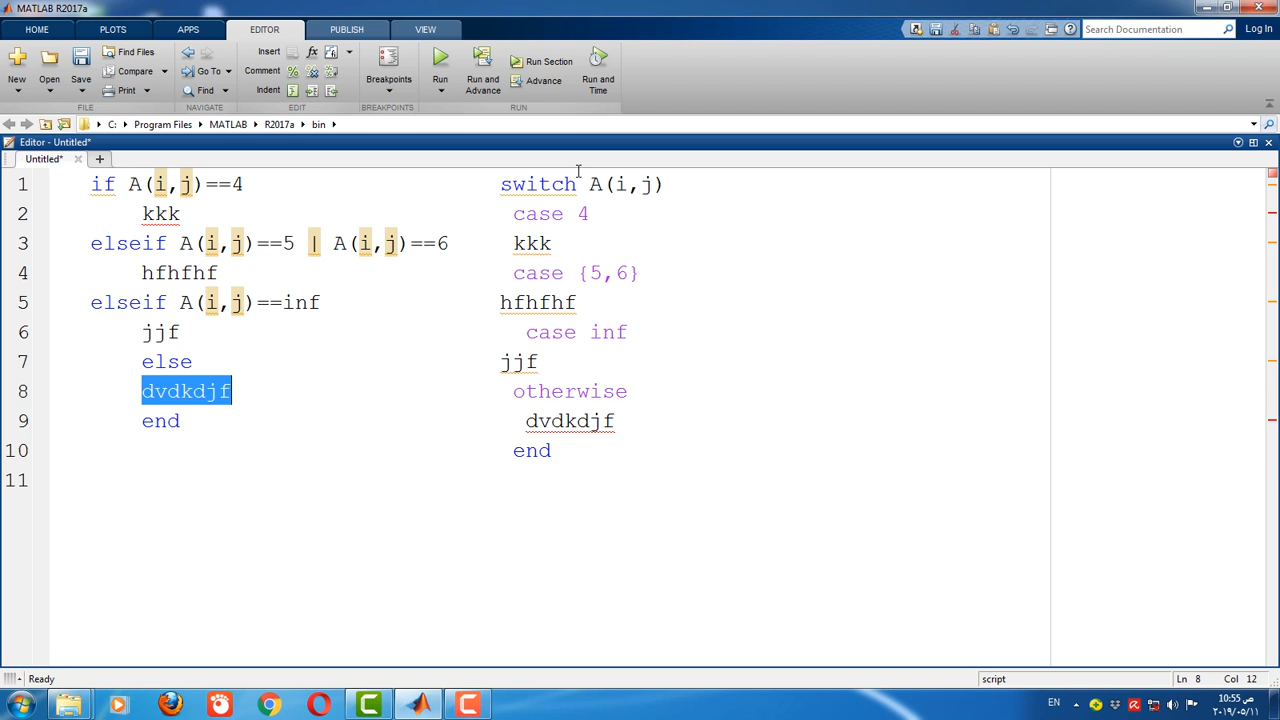 MATLAB R2017a
HOME PLOTS APPS EDITOR PUBLISH VIEW Search Documentation Log In
New Open Save Find Files Compare Print Go To Find Insert fx Comment Indent Breakpoints Run Run and Advance Run Section Advance Run and Time
FILE NAVIGATE EDIT BREAKPOINTS RUN
C: Program Files MATLAB R2017a bin
Editor - Untitled*
Untitled* +
1 if A(i,j)==4 switch A(i,j)
2 kkk case 4
3 elseif A(i,j)==5 | A(i,j)==6 kkk
4 hfhfhf case {5,6}
5 elseif A(i,j)==inf hfhfhf
6 jjf case inf
7 else jjf
8 dvdkdjf otherwise
9 end dvdkdjf
10 end
11
Ready script Ln 8 Col 12
EN 10:55 ص
٢٠١٩/٠٥/١١